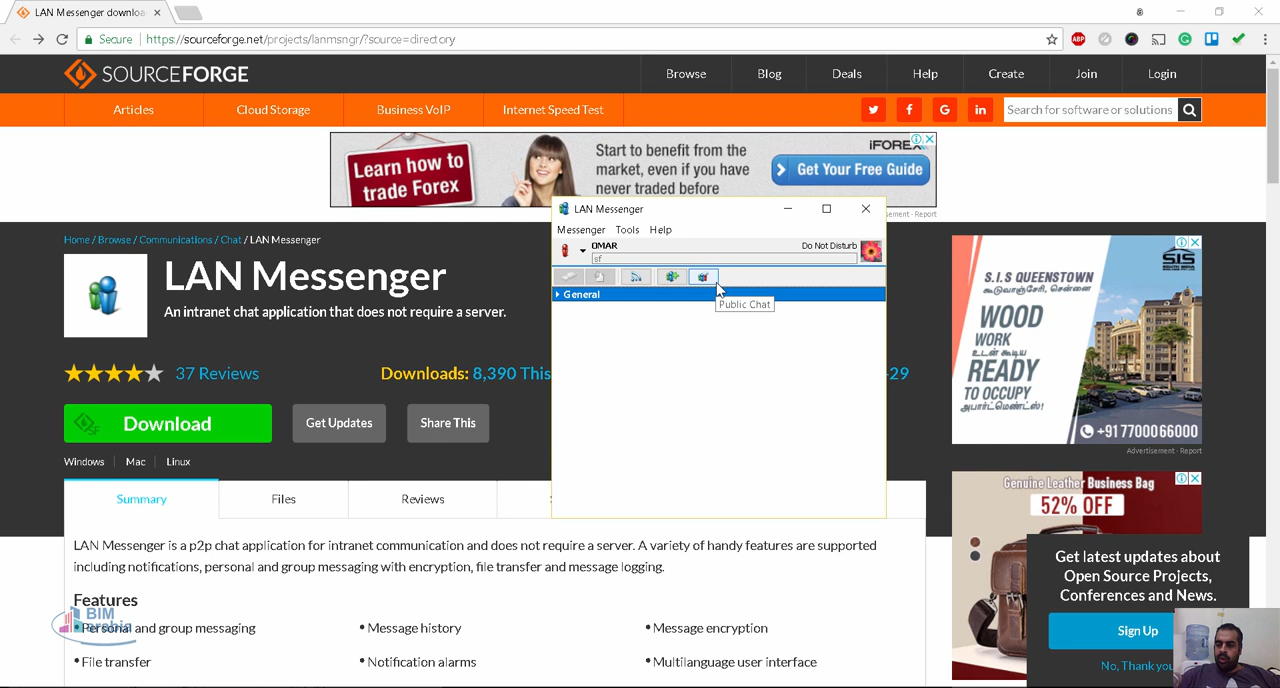 LAN Messenger downloa
Secure
https://sourceforge.net/projects/lanmsngr/?source=directory
ABP
SOURCEFORGE
Browse
Blog
Deals
Help
Create
Join
Login
Articles
Cloud Storage
Business VoIP
Internet Speed Test
Search for software or solutions
Learn how to
trade Forex
Start to benefit from the
market, even if you have
never traded before
iFOREX
Get Your Free Guide
Report
Home / Browse / Communications / Chat / LAN Messenger
LAN Messenger
An intranet chat application that does not require a server.
37 Reviews
Downloads: 8,390 This
-29
Download
Get Updates
Share This
Windows
Mac
Linux
Summary
Files
Reviews
LAN Messenger
Messenger
Tools
Help
OMAR
Do Not Disturb
sf
General
Public Chat
LAN Messenger is a p2p chat application for intranet communication and does not require a server. A variety of handy features are supported
including notifications, personal and group messaging with encryption, file transfer and message logging.
Features
Personal and group messaging
Message history
Message encryption
File transfer
Notification alarms
Multilanguage user interface
BIM
S.I.S
S.I.S QUEENSTOWN
WOOD
WORK
உடன் கூடிய
READY
TO OCCUPY
அபார்ட்மெண்ட்ஸ்!
+91 7700066000
Advertisement - Report
Genuine Leather Business Bag
52% OFF
Get latest updates about
Open Source Projects,
Conferences and News.
Sign Up
No, Thank you